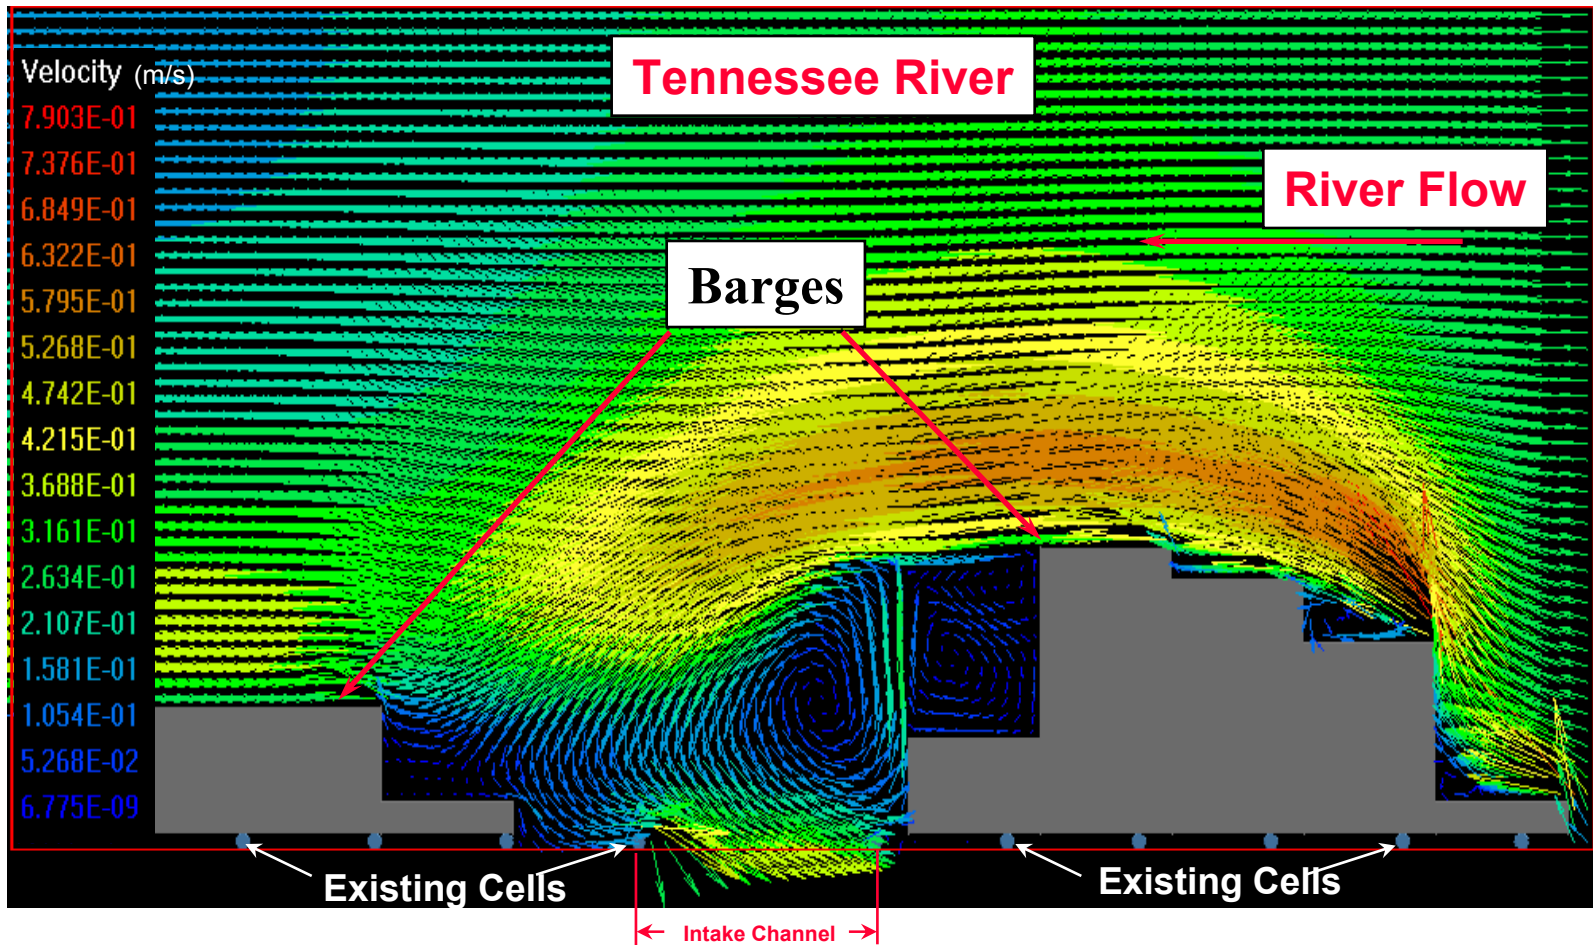 Tennessee River
Velocity (m/s)
7.903E-01
7.376E-01
6.849E-01
6.322E-01
5.795E-01
5.268E-01
4.742E-01
4.215E-01
3.688E-01
3.161E-01
2.634E-01
2.107E-01
1.581E-01
1.054E-01
5.268E-02
6.775E-09
River Flow
Barges
Existing Cells
Existing Cells
Intake Channel